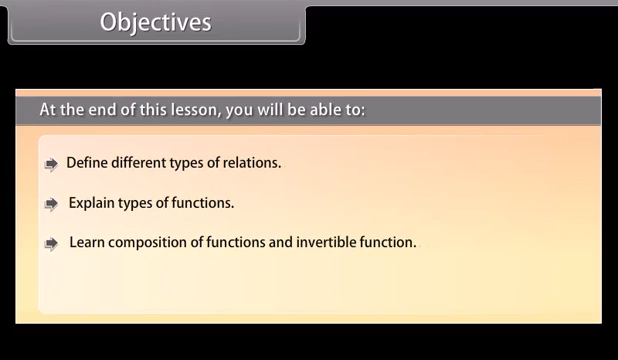 Objectives
At the end of this lesson, you will be able to:
Define different types of relations.
Explain types of functions.
Learn composition of functions and invertible function.